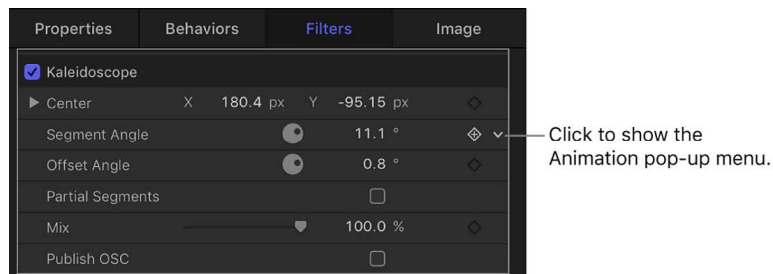 Properties Behaviors Filters Image
Kaleidoscope
Center X 180.4 px Y -95.15 px
Segment Angle 11.1 °
Offset Angle 0.8 °
Partial Segments
Mix 100.0 %
Publish OSC
Click to show the
Animation pop-up menu.